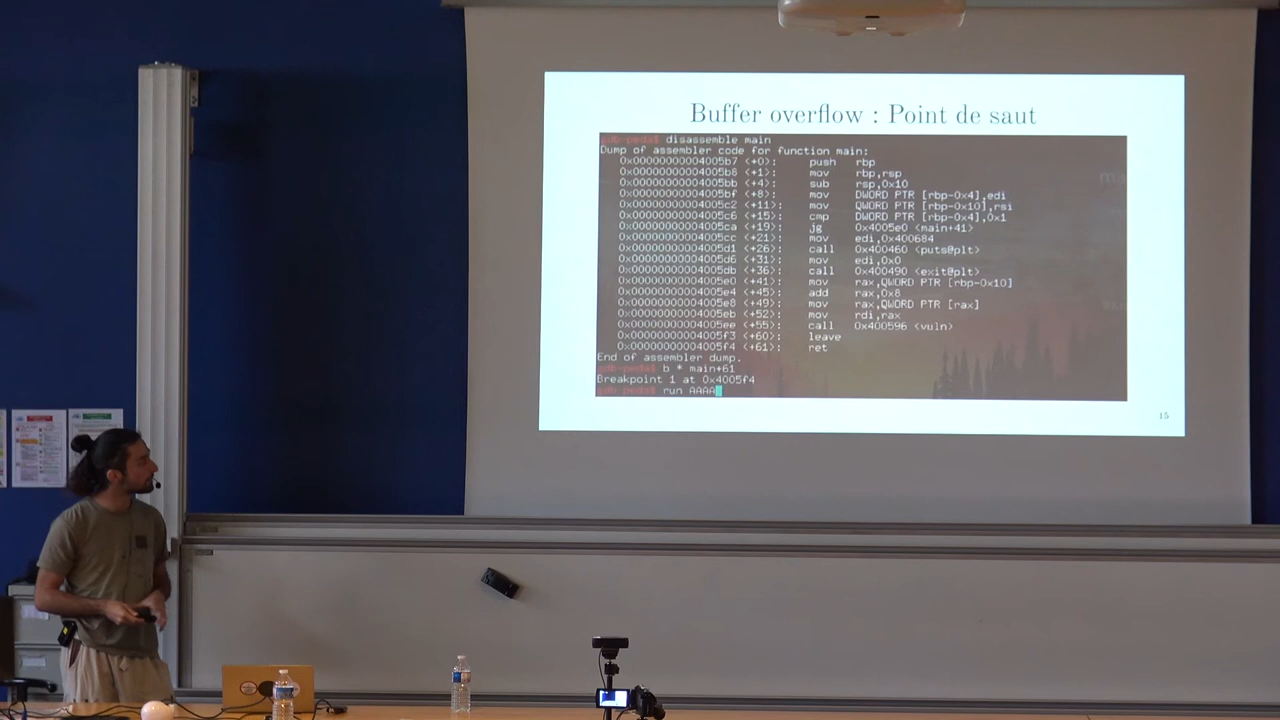 Buffer overflow : Point de saut
gdb-peda$ disassemble main
Dump of assembler code for function main:
0x00000000004005b7 <+0>: push rbp
0x00000000004005b8 <+1>: mov rbp,rsp
0x00000000004005bb <+4>: sub rsp,0x10
0x00000000004005bf <+8>: mov DWORD PTR [rbp-0x4],edi
0x00000000004005c2 <+11>: mov QWORD PTR [rbp-0x10],rsi
0x00000000004005c6 <+15>: cmp DWORD PTR [rbp-0x4],0x1
0x00000000004005ca <+19>: jg 0x4005e0 <main+41>
0x00000000004005cc <+21>: mov edi,0x400684
0x00000000004005d1 <+26>: call 0x400460 <puts@plt>
0x00000000004005d6 <+31>: mov edi,0x0
0x00000000004005db <+36>: call 0x400490 <exit@plt>
0x00000000004005e0 <+41>: mov rax,QWORD PTR [rbp-0x10]
0x00000000004005e4 <+45>: add rax,0x8
0x00000000004005e8 <+49>: mov rax,QWORD PTR [rax]
0x00000000004005eb <+52>: mov rdi,rax
0x00000000004005ee <+55>: call 0x400596 <vuln>
0x00000000004005f3 <+60>: leave
0x00000000004005f4 <+61>: ret
End of assembler dump.
gdb-peda$ b * main+61
Breakpoint 1 at 0x4005f4
gdb-peda$ run AAAA
15